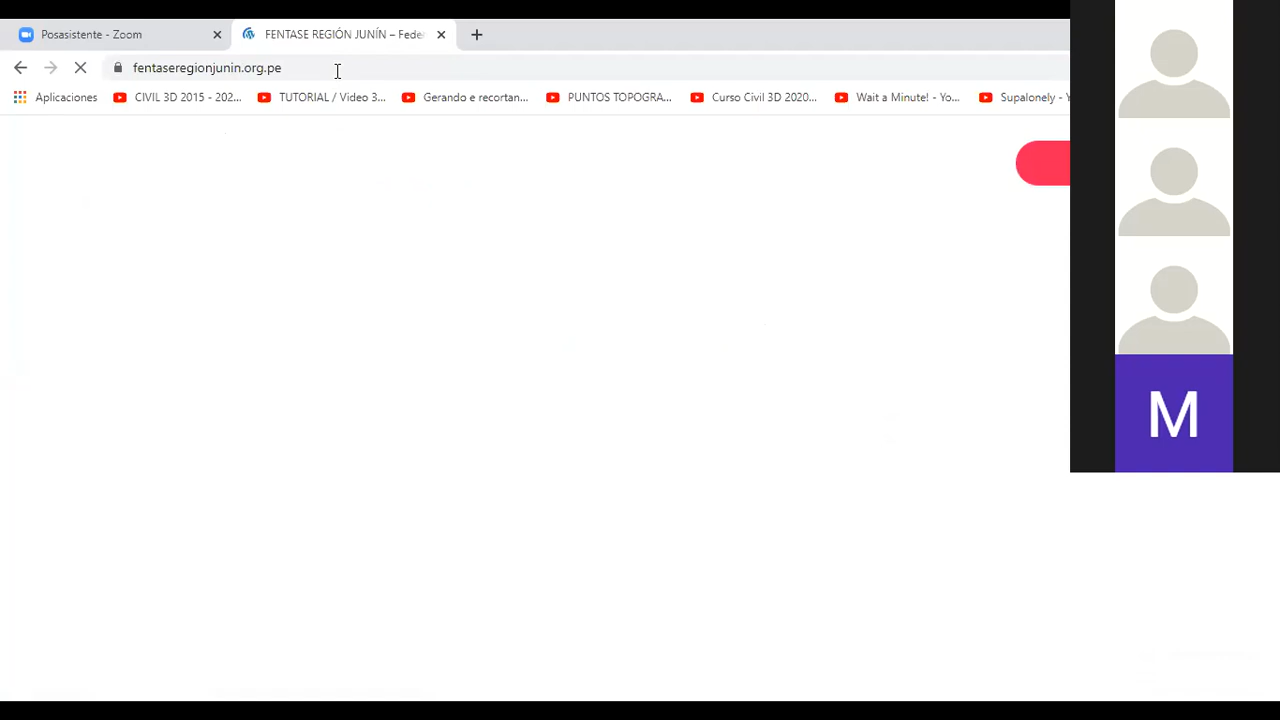 Posasistente - Zoom
FENTASE REGIÓN JUNÍN – Feder
fentaseregionjunin.org.pe
Aplicaciones
CIVIL 3D 2015 - 202...
TUTORIAL / Video 3...
Gerando e recortan...
PUNTOS TOPOGRA...
Curso Civil 3D 2020...
Wait a Minute! - Yo...
Supalonely - Y
M